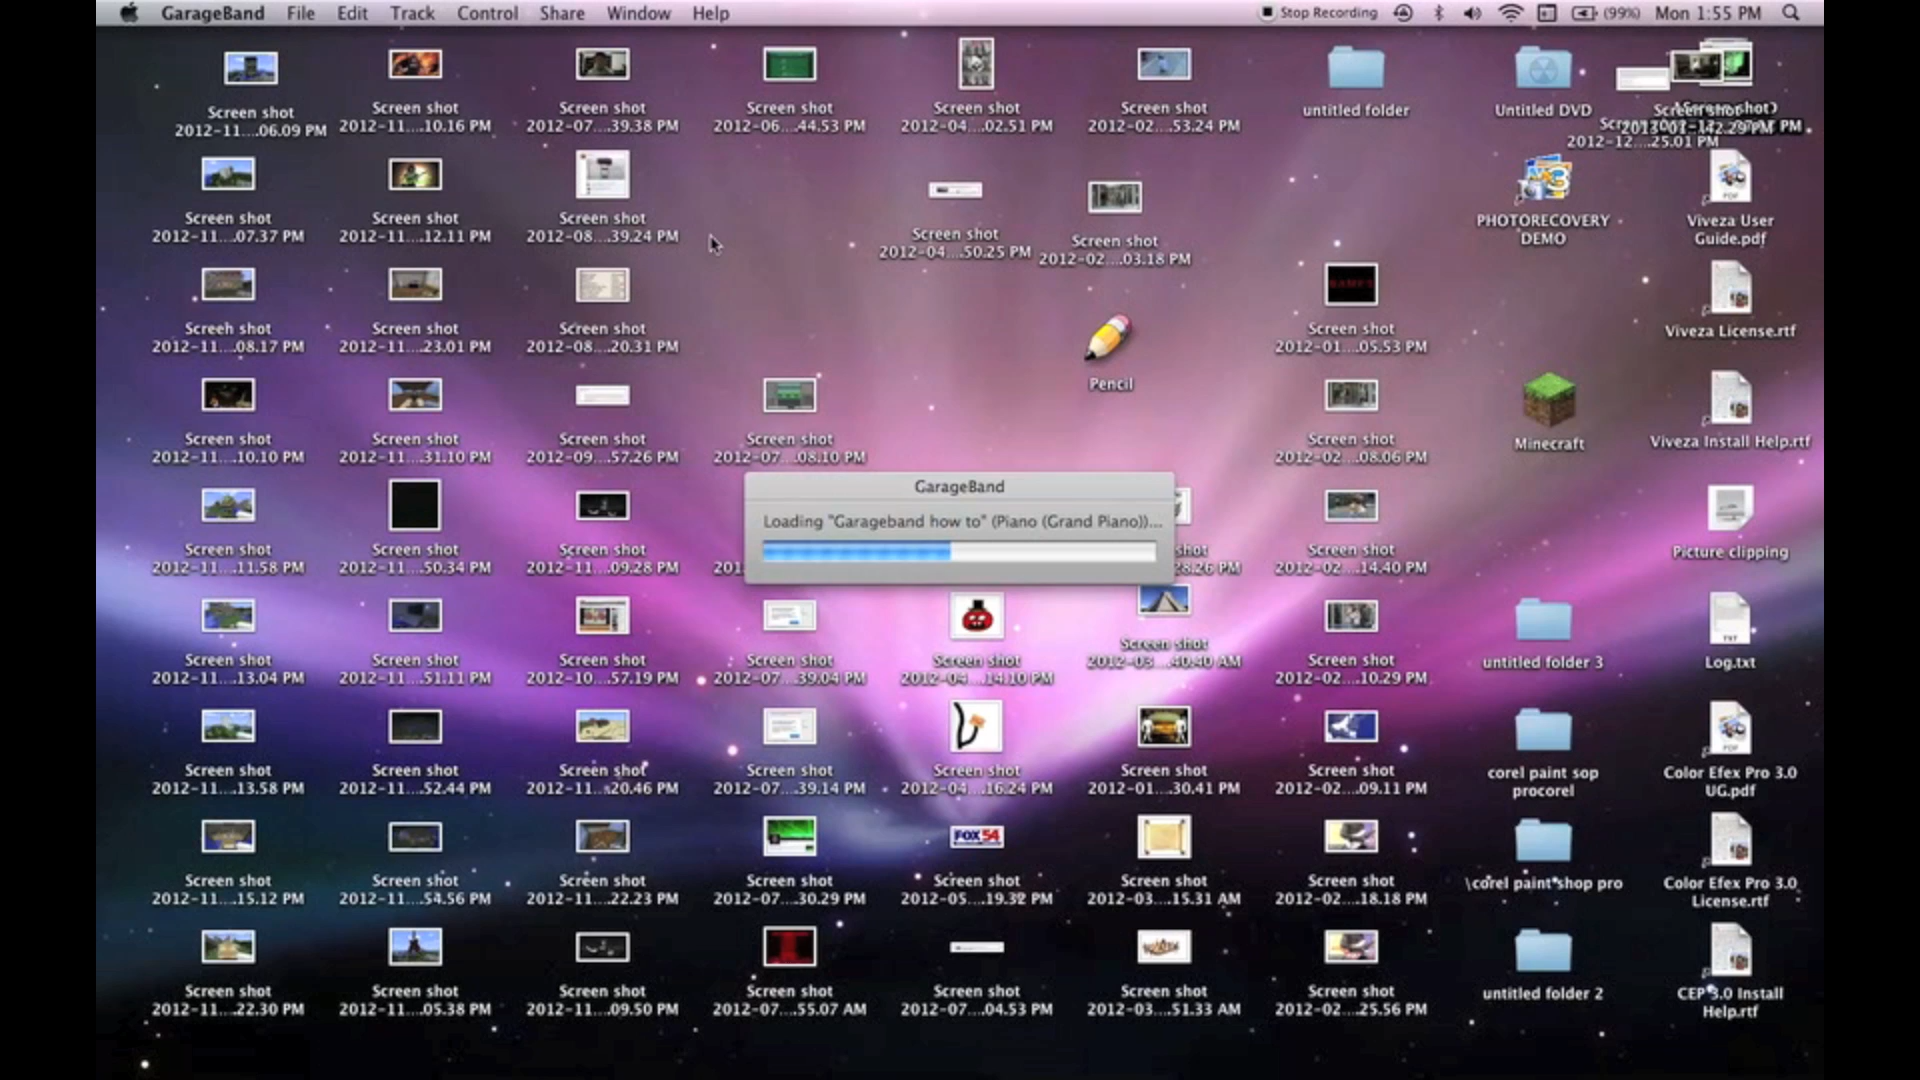 GarageBand File Edit Track Control Share Window Help Stop Recording (99%) Mon 1:55 PM
Screen shot
2012-11....06.09 PM
Screen shot
2012-11....10.16 PM
Screen shot
2012-07....39.38 PM
Screen shot
2012-06....44.53 PM
Screen shot
2012-04....02.51 PM
Screen shot
2012-02....53.24 PM
untitled folder
Untitled DVD
2012-12....25.01 PM
Screen shot
2012-11....07.37 PM
Screen shot
2012-11....12.11 PM
Screen shot
2012-08....39.24 PM
Screen shot
2012-04....50.25 PM
Screen shot
2012-02....03.18 PM
PHOTORECOVERY
DEMO
Viveza User
Guide.pdf
Screen shot
2012-11....08.17 PM
Screen shot
2012-11....23.01 PM
Screen shot
2012-08....20.31 PM
Pencil
Screen shot
2012-01....05.53 PM
Viveza License.rtf
Screen shot
2012-11....10.10 PM
Screen shot
2012-11....31.10 PM
Screen shot
2012-09....57.26 PM
Screen shot
2012-07....08.10 PM
Screen shot
2012-02....08.06 PM
Minecraft
Viveza Install Help.rtf
GarageBand
Loading "Garageband how to" (Piano (Grand Piano))...
Screen shot
2012-11....11.58 PM
Screen shot
2012-11....50.34 PM
Screen shot
2012-11....09.28 PM
201
shot
28.26 PM
Screen shot
2012-02....14.40 PM
Picture clipping
Screen shot
2012-11....13.04 PM
Screen shot
2012-11....51.11 PM
Screen shot
2012-10....57.19 PM
Screen shot
2012-07....39.04 PM
Screen shot
2012-04....14.10 PM
Screen shot
2012-03....40.40 AM
Screen shot
2012-02....10.29 PM
untitled folder 3
TXT
Log.txt
Screen shot
2012-11....13.58 PM
Screen shot
2012-11....52.44 PM
Screen shot
2012-11....20.46 PM
Screen shot
2012-07....39.14 PM
Screen shot
2012-04....16.24 PM
Screen shot
2012-01....30.41 PM
Screen shot
2012-02....09.11 PM
corel paint sop
procorel
PDF
Color Efex Pro 3.0
UG.pdf
FOX 54
Screen shot
2012-11....15.12 PM
Screen shot
2012-11....54.56 PM
Screen shot
2012-11....22.23 PM
Screen shot
2012-07....30.29 PM
Screen shot
2012-05....19.32 PM
Screen shot
2012-03....15.31 AM
Screen shot
2012-02....18.18 PM
\corel paint shop pro
Color Efex Pro 3.0
License.rtf
Screen shot
2012-11....22.30 PM
Screen shot
2012-11....05.38 PM
Screen shot
2012-11....09.50 PM
Screen shot
2012-07....55.07 AM
Screen shot
2012-07....04.53 PM
Screen shot
2012-03....51.33 AM
Screen shot
2012-02....25.56 PM
untitled folder 2
CEP 3.0 Install
Help.rtf